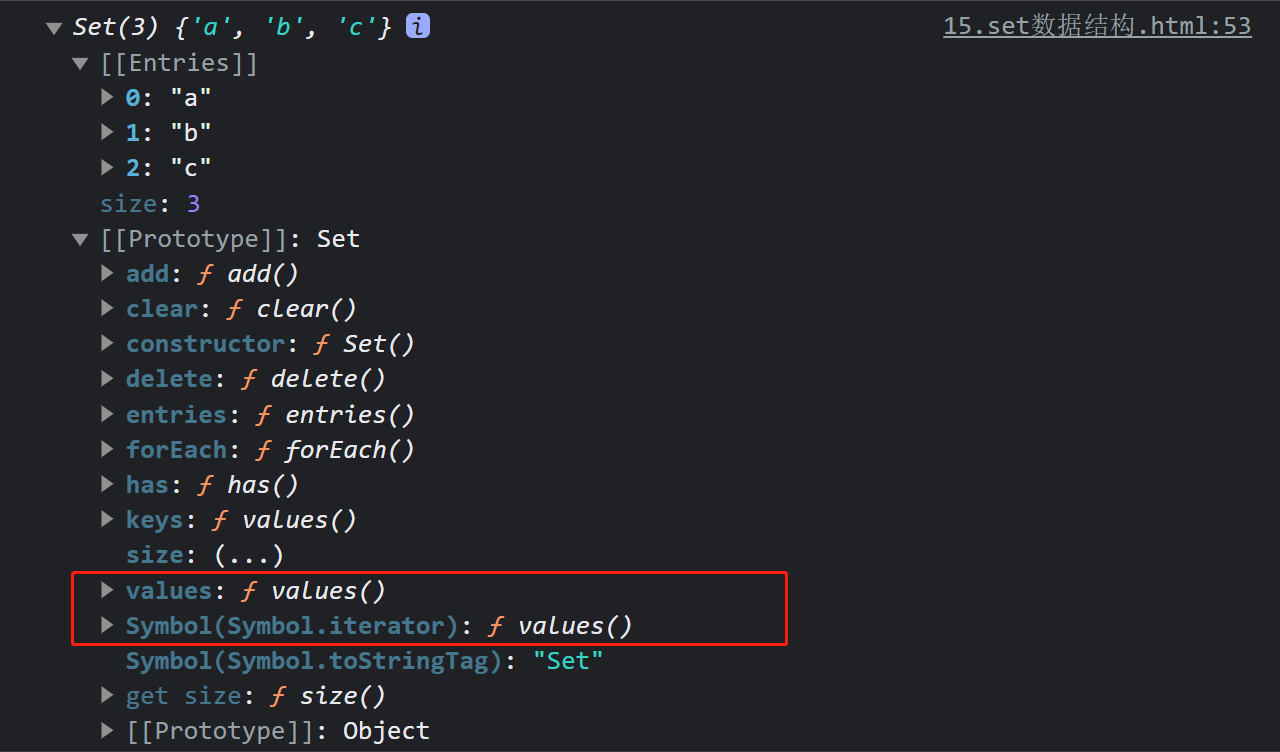 Set(3) {'a', 'b', 'c'} i 15.set数据结构.html:53
[[Entries]]
0: "a"
1: "b"
2: "c"
size: 3
[[Prototype]]: Set
add: ƒ add()
clear: ƒ clear()
constructor: ƒ Set()
delete: ƒ delete()
entries: ƒ entries()
forEach: ƒ forEach()
has: ƒ has()
keys: ƒ values()
size: (...)
values: ƒ values()
Symbol(Symbol.iterator): ƒ values()
Symbol(Symbol.toStringTag): "Set"
get size: ƒ size()
[[Prototype]]: Object